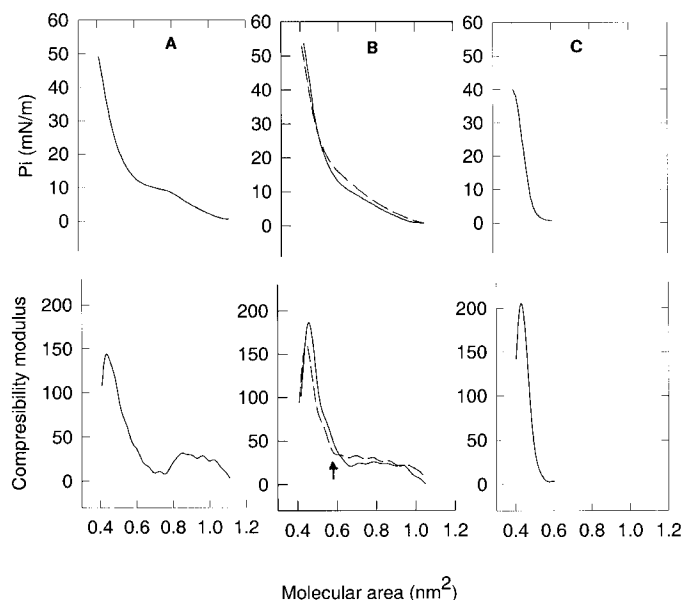 60 60 60
A B C
50 50 50
40 40 40
Pi (mN/m)
30 30 30
20 20 20
10 10 10
0 0 0
200 200 200
Compresibility modulus
150 150 150
100 100 100
50 50 50
0 0 0
0.4 0.6 0.8 1.0 1.2 0.4 0.6 0.8 1.0 1.2 0.4 0.6 0.8 1.0 1.2
Molecular area (nm2)